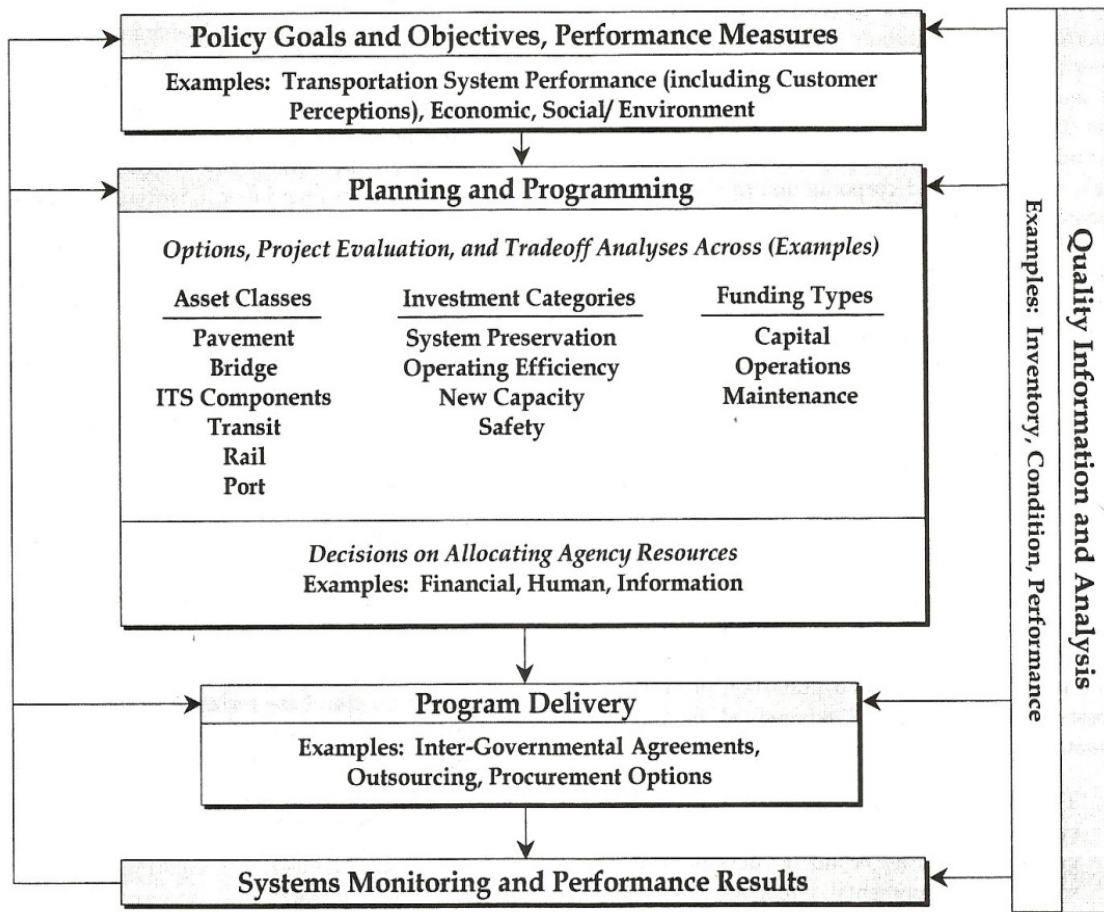 Policy Goals and Objectives, Performance Measures
Examples: Transportation System Performance (including Customer
Perceptions), Economic, Social/ Environment
Planning and Programming
Options, Project Evaluation, and Tradeoff Analyses Across (Examples)
Asset Classes
Pavement
Bridge
ITS Components
Transit
Rail
Port
Investment Categories
System Preservation
Operating Efficiency
New Capacity
Safety
Funding Types
Capital
Operations
Maintenance
Decisions on Allocating Agency Resources
Examples: Financial, Human, Information
Program Delivery
Examples: Inter-Governmental Agreements,
Outsourcing, Procurement Options
Systems Monitoring and Performance Results
Quality Information and Analysis
Examples: Inventory, Condition, Performance